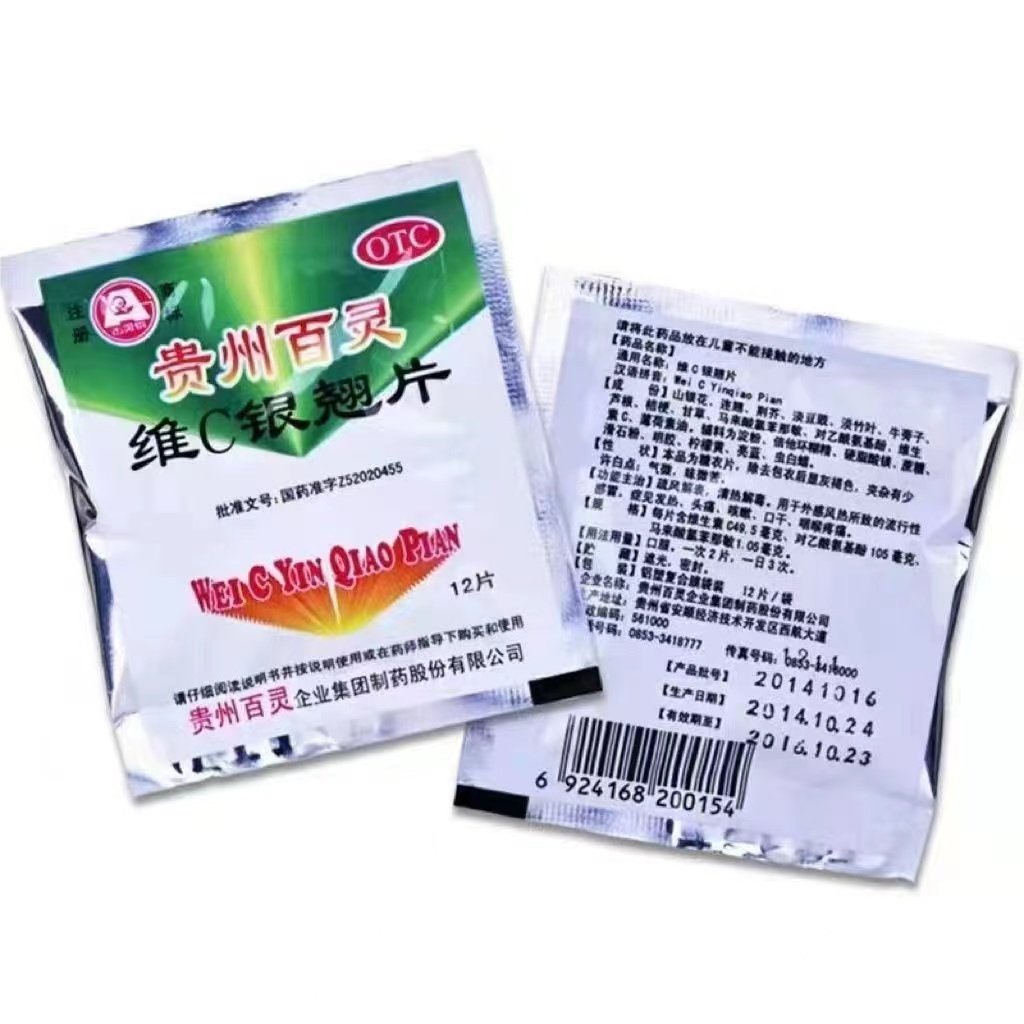 OTC
注册
商标
贵州百灵
维C银翘片
批准文号:国药准字Z52020455
WEI C YIN QIAO PIAN
12片
请仔细阅读说明书并按说明使用或在药师指导下购买和使用
贵州百灵企业集团制药股份有限公司
请将此药品放在儿童不能接触的地方
【药品名称】
通用名称:维C银翘片
汉语拼音:Wei C Yinqiao Pian
【成 份】山银花、连翘、荆芥、淡豆豉、淡竹叶、牛蒡子、
芦根、桔梗、甘草、马来酸氯苯那敏、对乙酰氨基酚、维生
素C、薄荷素油。辅料为淀粉、倍他环糊精、硬脂酸镁、蔗糖、
滑石粉、明胶、柠檬黄、亮蓝、虫白蜡。
【性 状】本品为糖衣片,除去包衣后显灰褐色,夹杂有少
许白点;气微,味微苦。
【功能主治】疏风解表,清热解毒。用于外感风热所致的流行性
感冒,症见发热、头痛、咳嗽、口干、咽喉疼痛。
【规 格】每片含维生素C49.5毫克、对乙酰氨基酚105毫克、
马来酸氯苯那敏1.05毫克。
【用法用量】口服,一次2片,一日3次。
【贮 藏】遮光,密封。
【包 装】铝塑复合膜袋装 12片/袋
企业名称:贵州百灵企业集团制药股份有限公司
生产地址:贵州省安顺经济技术开发区西航大道
邮政编码:561000
号码:0853-3418777 传真号码:0853-3416000
【产品批号】 20141016
【生产日期】 2014.10.24
【有效期至】 2016.10.23
6 924168 200154